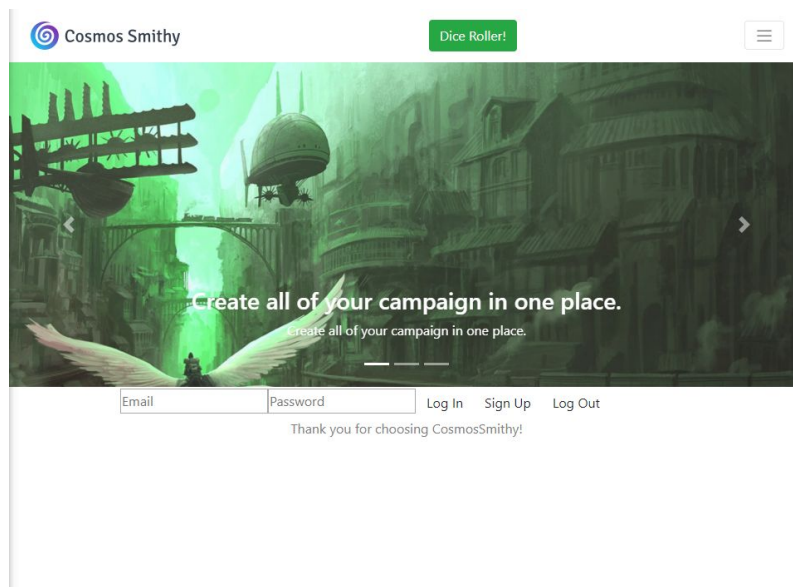 Cosmos Smithy
Dice Roller!
Create all of your campaign in one place.
Create all of your campaign in one place.
Email
Password
Log In
Sign Up
Log Out
Thank you for choosing CosmosSmithy!